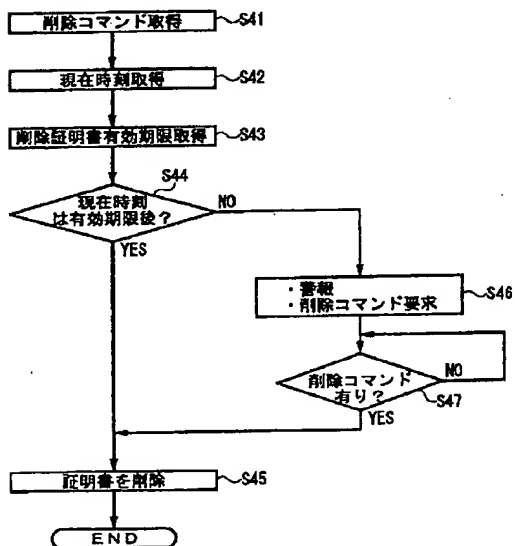 削除コマンド取得
S41
現在時刻取得
S42
削除証明書有効期限取得
S43
S44
現在時刻
は有効期限後？
NO
YES
・警報
・削除コマンド要求
S46
削除コマンド
有り？
NO
S47
YES
証明書を削除
S45
END